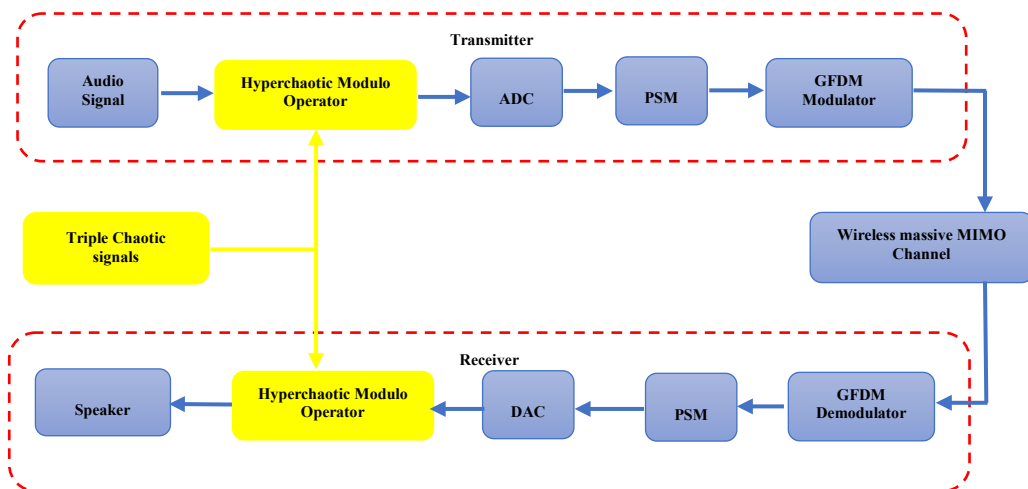 Transmitter
Audio
Signal
Hyperchaotic Modulo
Operator
ADC
PSM
GFDM
Modulator
Triple Chaotic
signals
Wireless massive MIMO
Channel
Receiver
Speaker
Hyperchaotic Modulo
Operator
DAC
PSM
GFDM
Demodulator